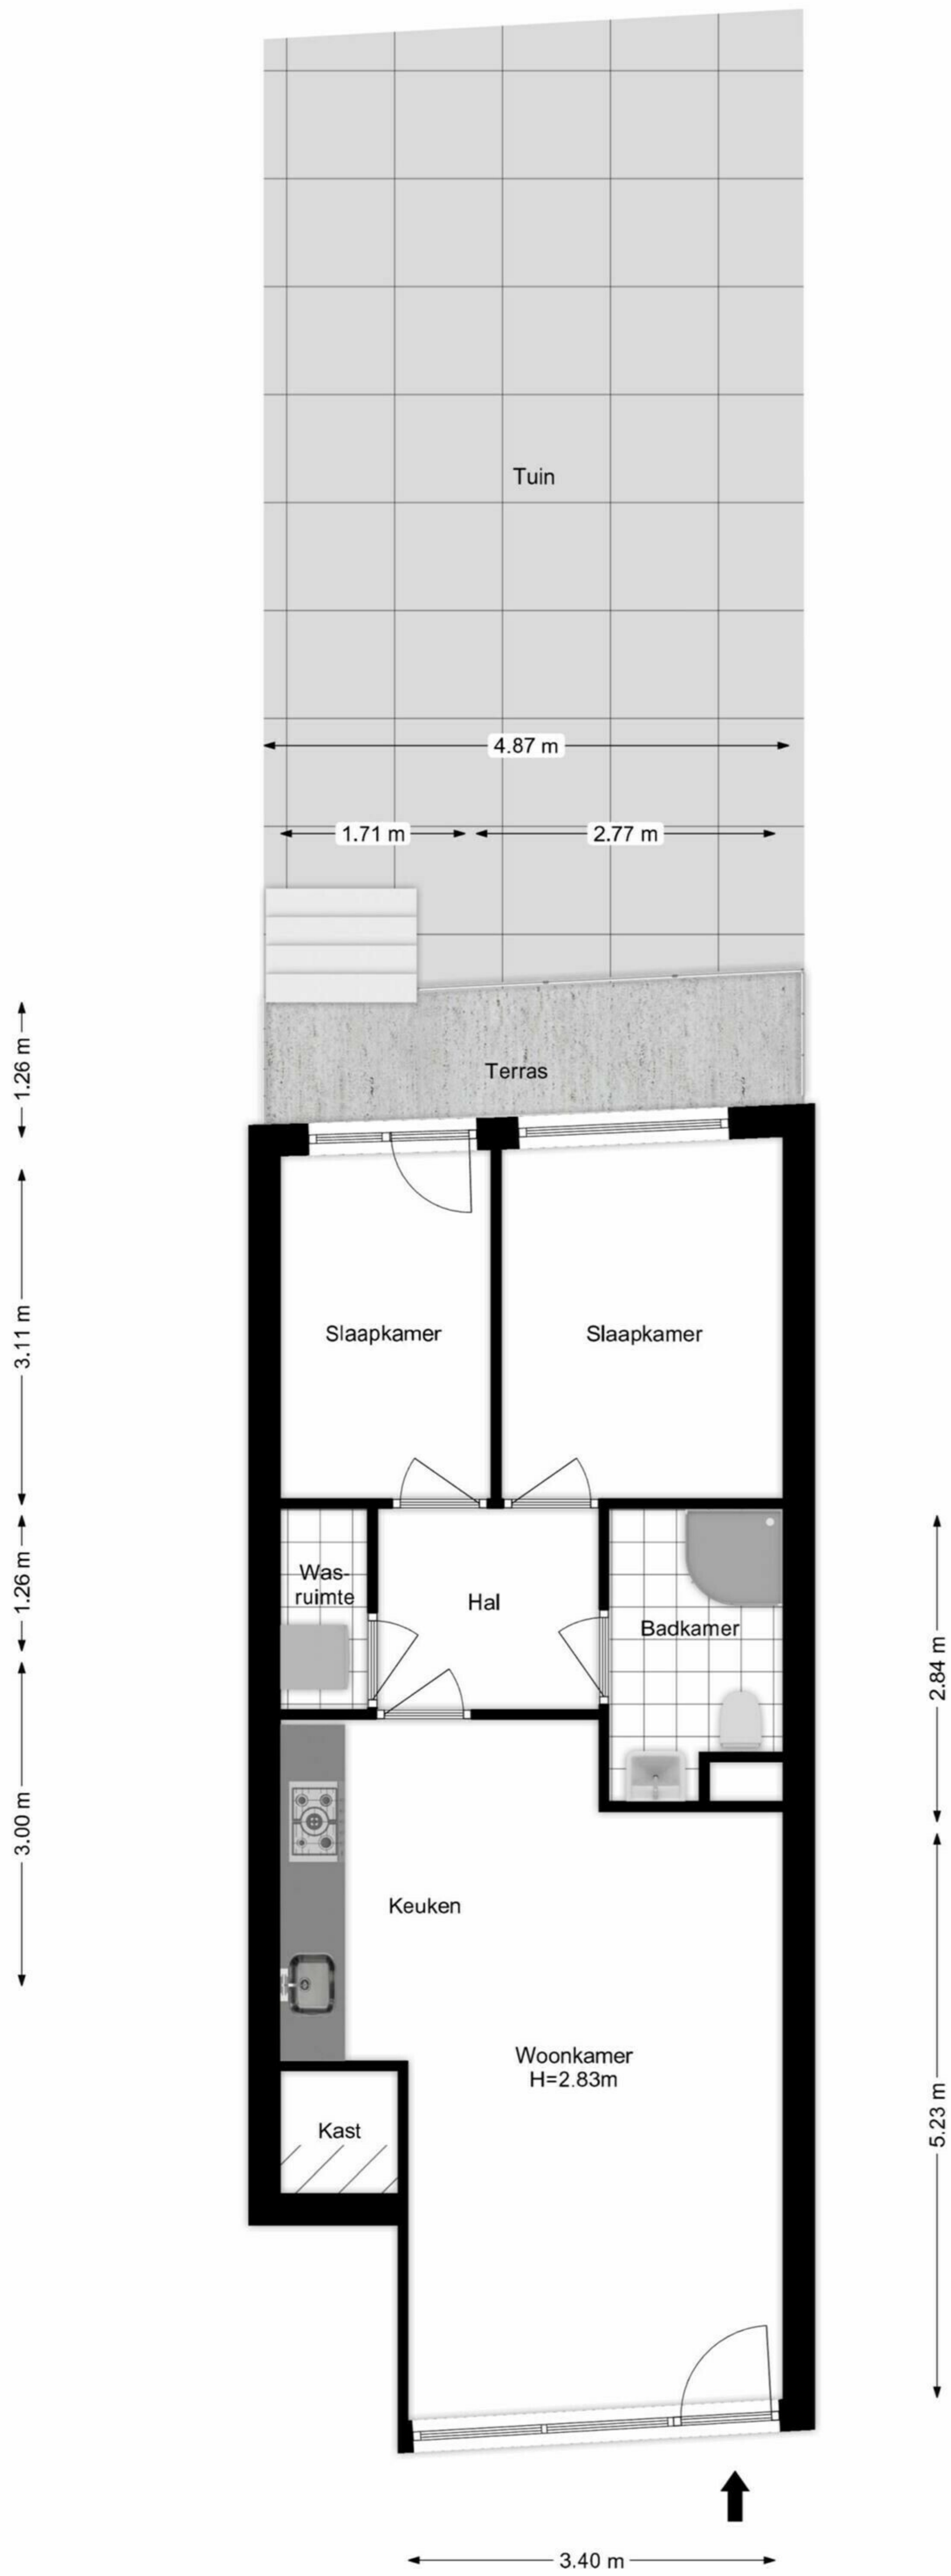 Tuin
4.87 m
1.71 m
2.77 m
1.26 m
Terras
3.11 m
Slaapkamer
Slaapkamer
1.26 m
Was-
ruimte
Hal
Badkamer
2.84 m
3.00 m
Keuken
Woonkamer
H=2.83m
5.23 m
Kast
3.40 m